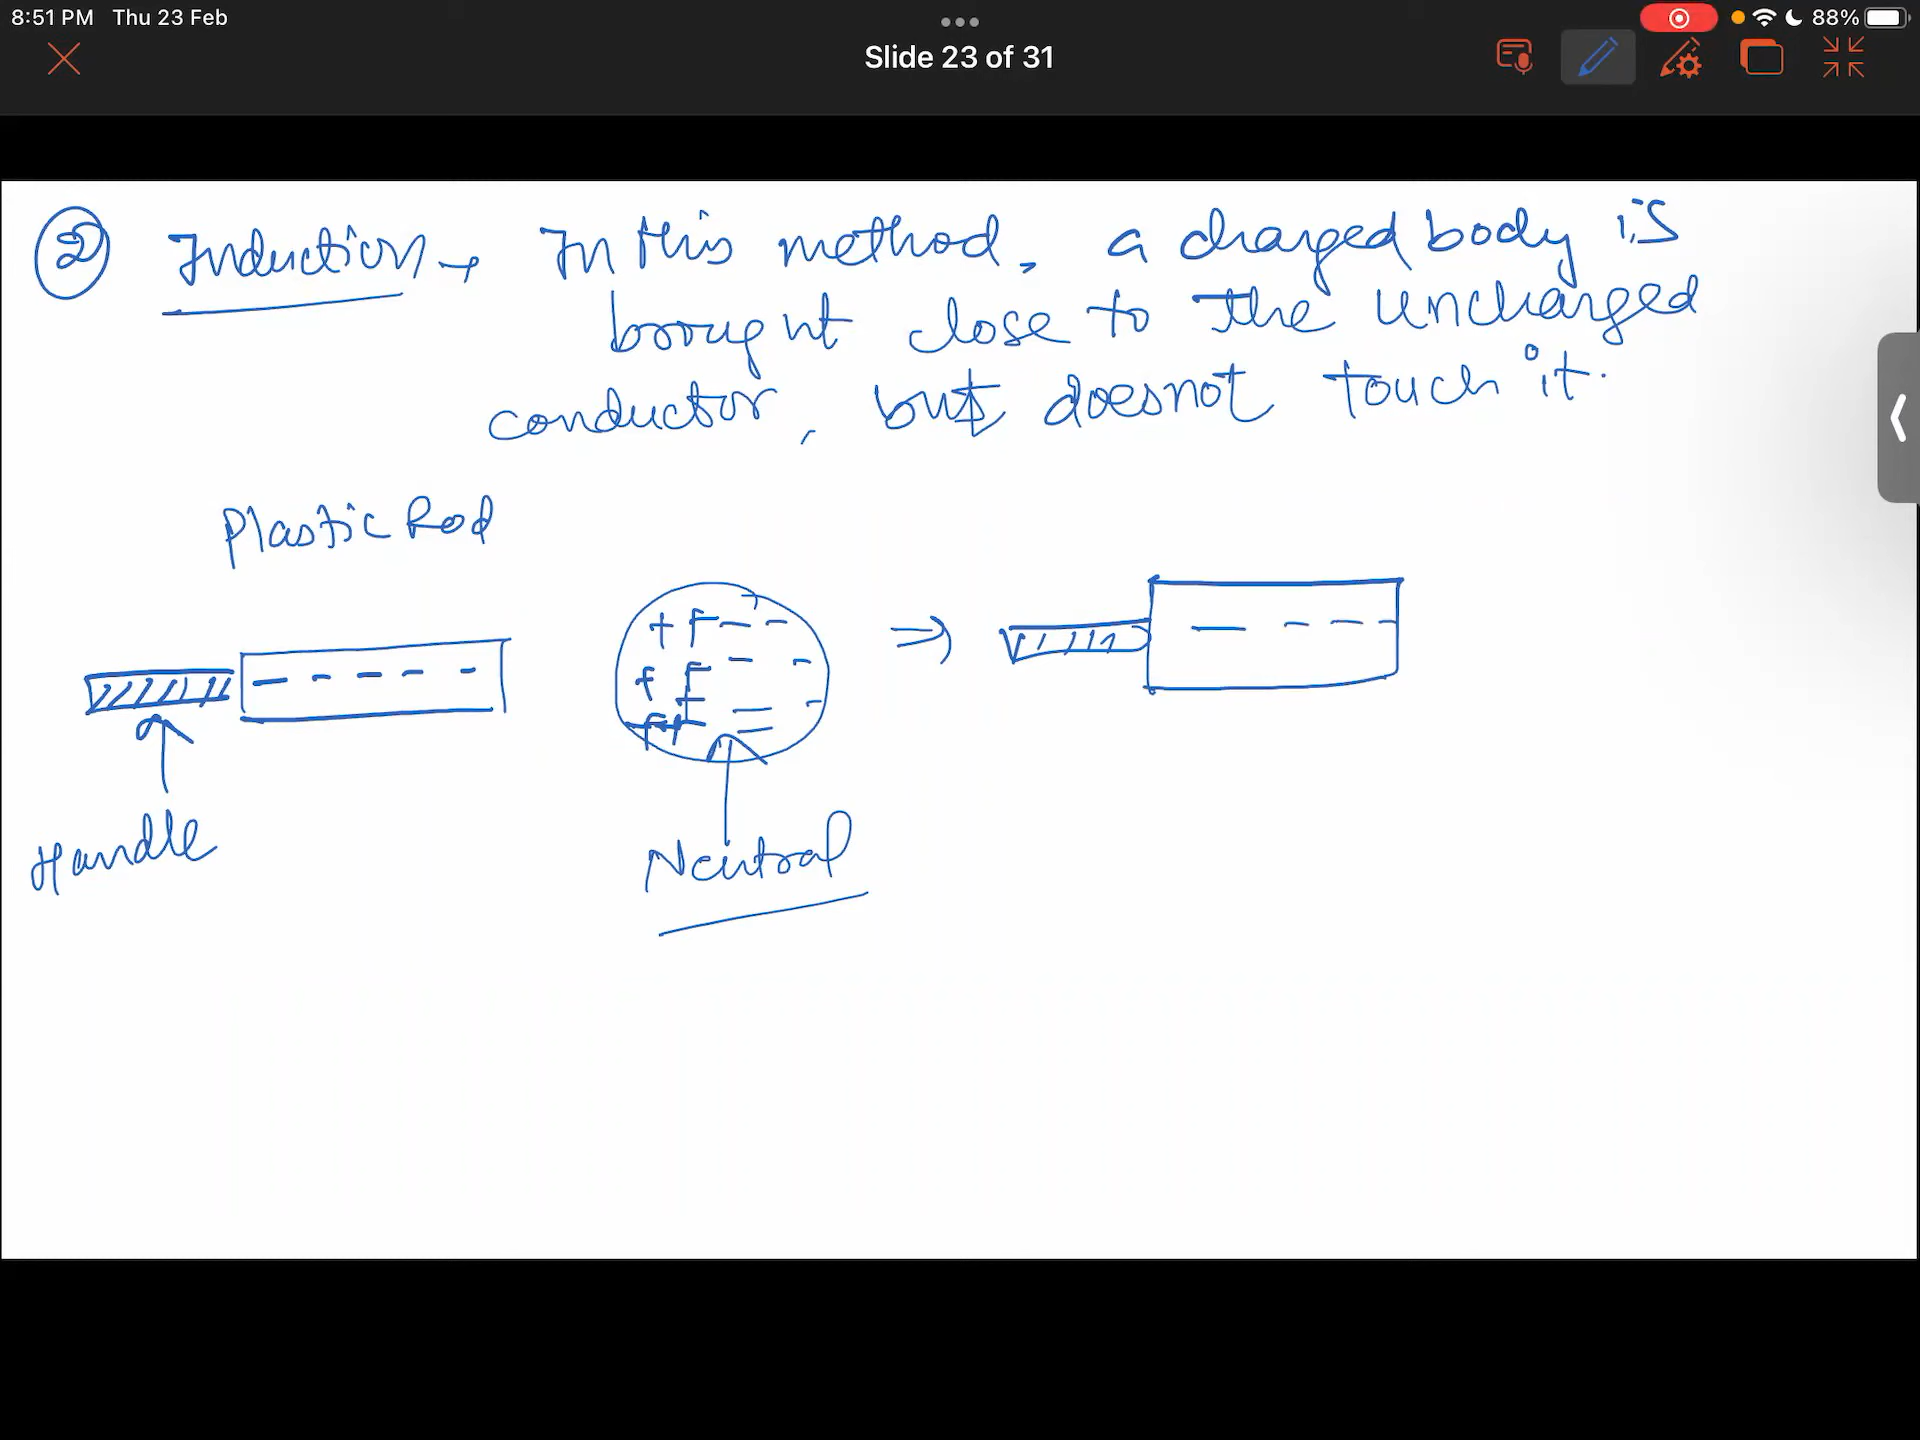 8:51 PM Thu 23 Feb
88%
Slide 23 of 31
② Induction → In this method, a charged body is
brought close to the uncharged
conductor, but doesnot touch it.
Plastic Rod
Handle
Neutral